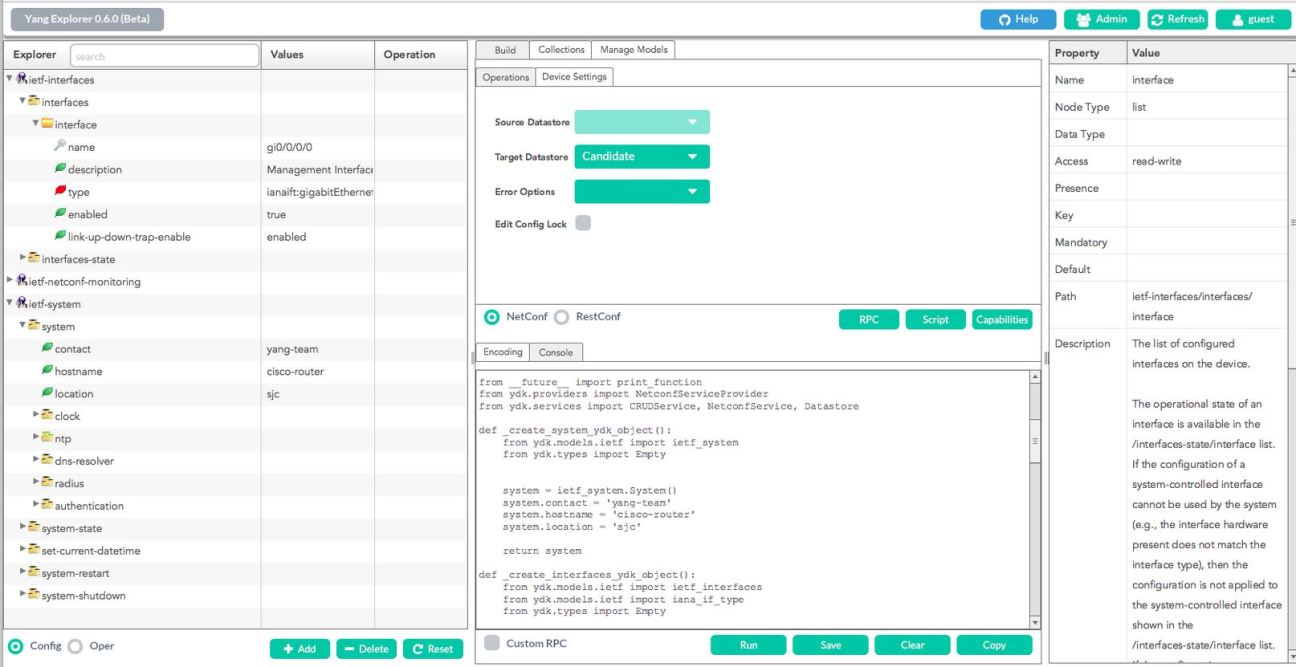 Yang Explorer 0.6.0 (Beta)
Help
Admin
Refresh
guest
Explorer
search
Values
Operation
ietf-interfaces
interfaces
interface
name gi0/0/0/0
description Management Interface
type ianaift:gigabitEthernet
enabled true
link-up-down-trap-enable enabled
interfaces-state
ietf-netconf-monitoring
ietf-system
system
contact yang-team
hostname cisco-router
location sjc
clock
ntp
dns-resolver
radius
authentication
system-state
set-current-datetime
system-restart
system-shutdown
Config
Oper
Add
Delete
Reset
Build
Collections
Manage Models
Operations
Device Settings
Source Datastore
Target Datastore Candidate
Error Options
Edit Config Lock
NetConf
RestConf
RPC
Script
Capabilities
Encoding
Console
from __future__ import print_function
from ydk.providers import NetconfServiceProvider
from ydk.services import CRUDService, NetconfService, Datastore
def _create_system_ydk_object():
from ydk.models.ietf import ietf_system
from ydk.types import Empty
system = ietf_system.System()
system.contact = 'yang-team'
system.hostname = 'cisco-router'
system.location = 'sjc'
return system
def _create_interfaces_ydk_object():
from ydk.models.ietf import ietf_interfaces
from ydk.models.ietf import iana_if_type
from ydk.types import Empty
Custom RPC
Run
Save
Clear
Copy
Property Value
Name interface
Node Type list
Data Type
Access read-write
Presence
Key
Mandatory
Default
Path ietf-interfaces/interfaces/
interface
Description The list of configured
interfaces on the device.
The operational state of an
interface is available in the
/interfaces-state/interface list.
If the configuration of a
system-controlled interface
cannot be used by the system
(e.g., the interface hardware
present does not match the
interface type), then the
configuration is not applied to
the system-controlled interface
shown in the
/interfaces-state/interface list.